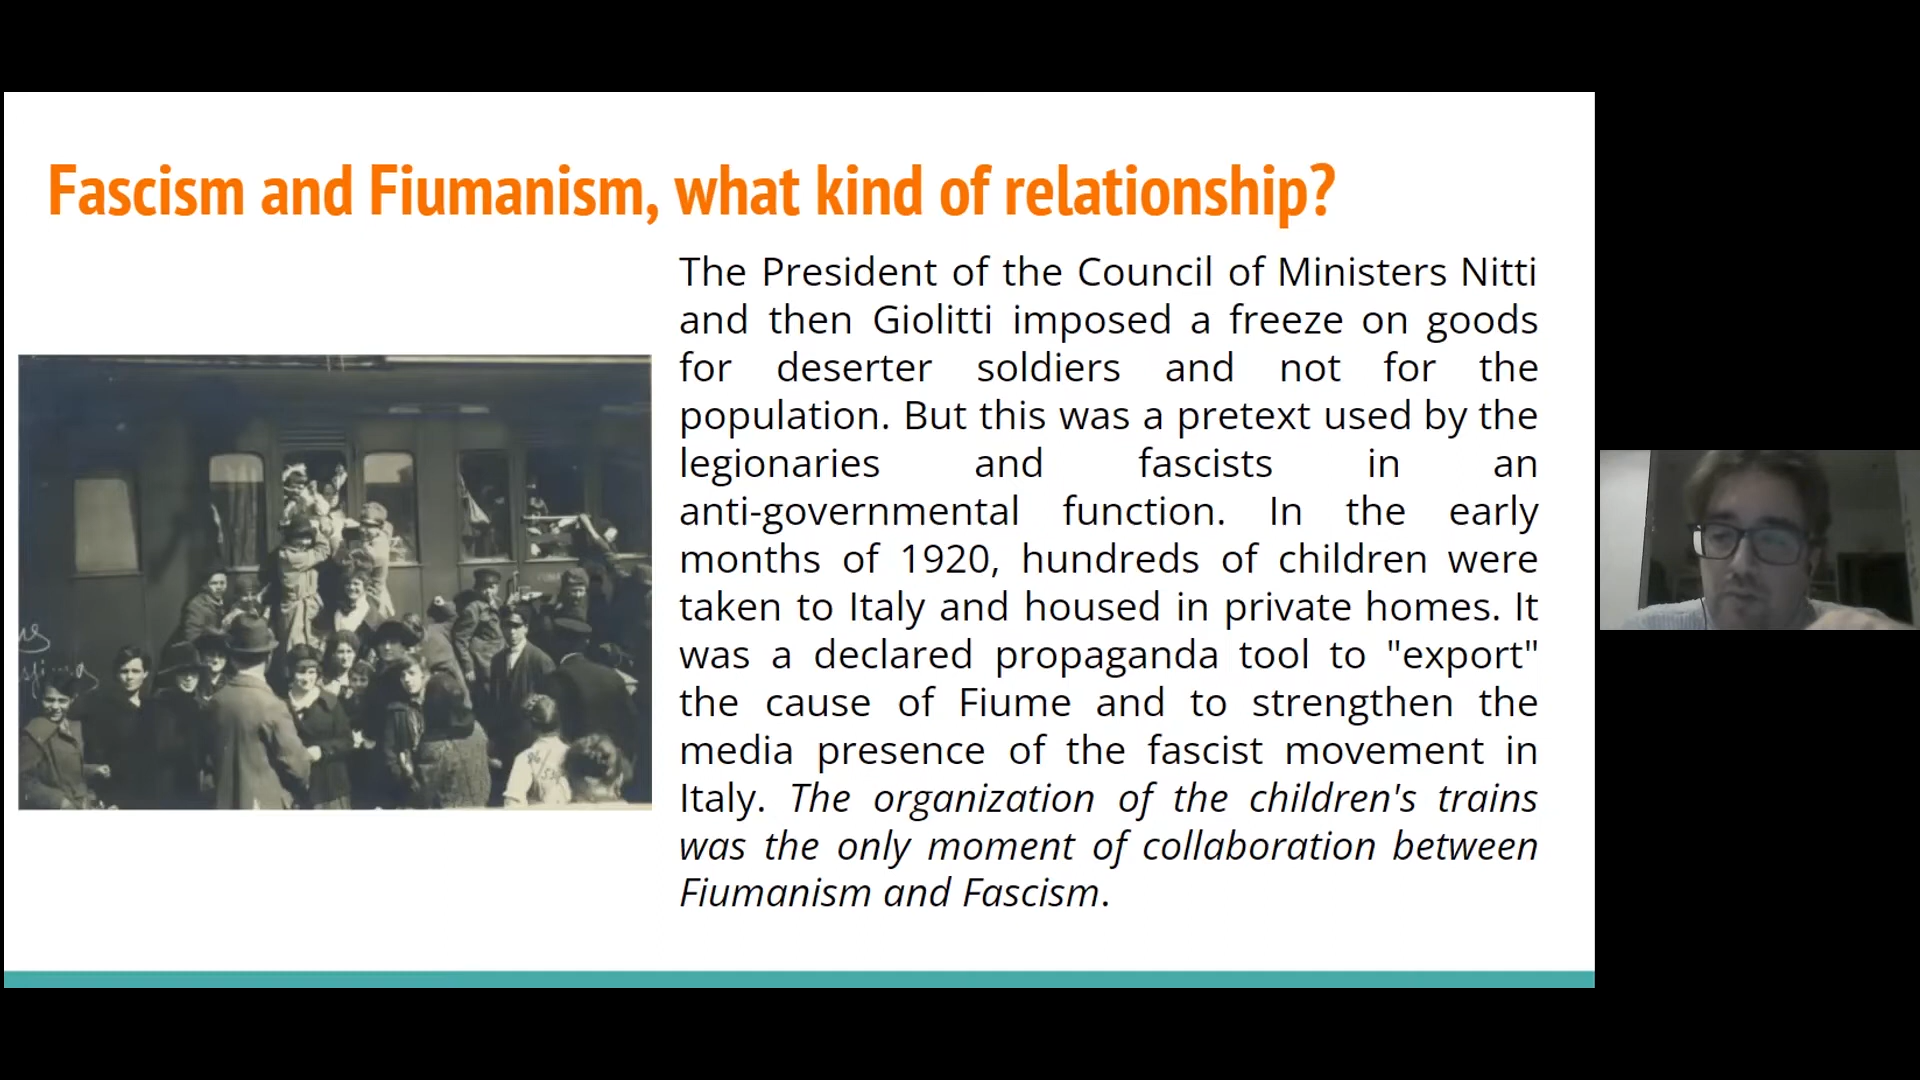 Fascism and Fiumanism, what kind of relationship?
The President of the Council of Ministers Nitti
and then Giolitti imposed a freeze on goods
for deserter soldiers and not for the
population. But this was a pretext used by the
legionaries and fascists in an
anti-governmental function. In the early
months of 1920, hundreds of children were
taken to Italy and housed in private homes. It
was a declared propaganda tool to "export"
the cause of Fiume and to strengthen the
media presence of the fascist movement in
Italy. The organization of the children's trains
was the only moment of collaboration between
Fiumanism and Fascism.